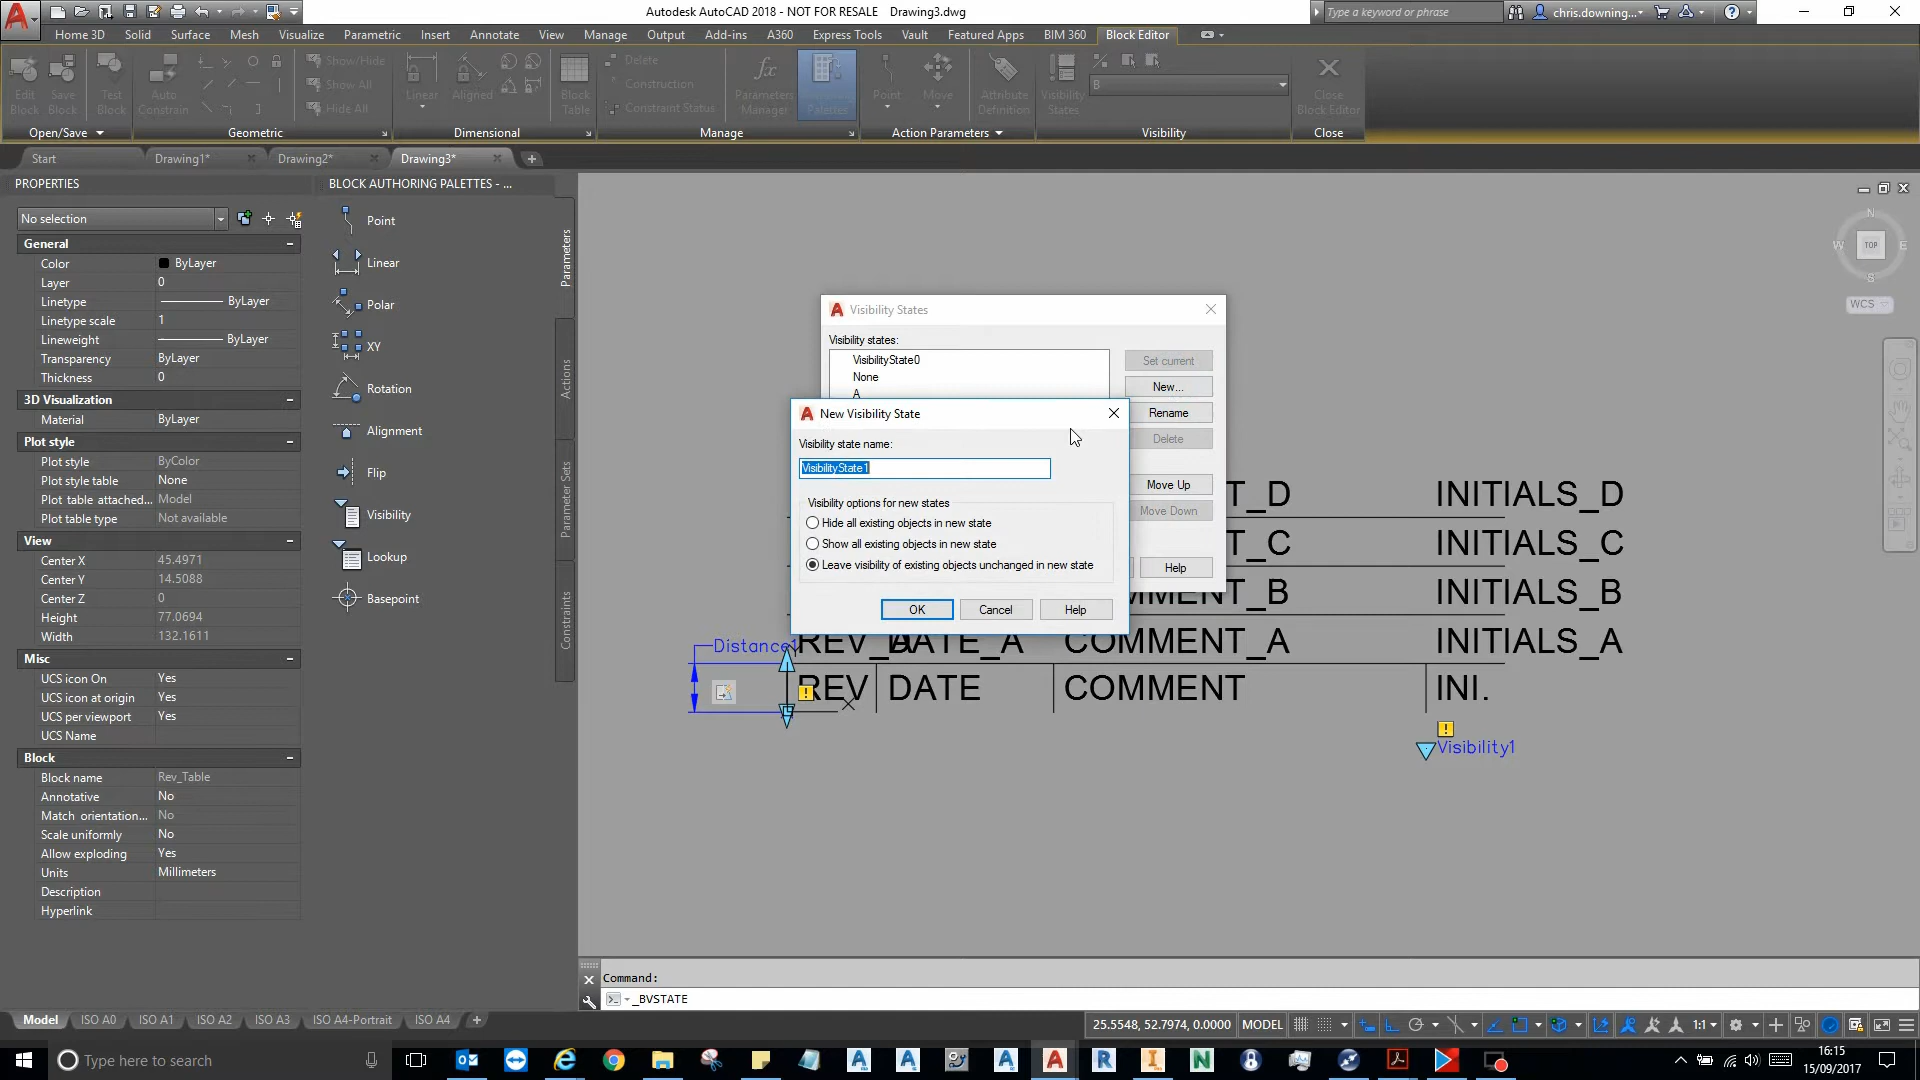 Autodesk AutoCAD 2018 - NOT FOR RESALE Drawing3.dwg
Type a keyword or phrase
chris.downing...
Home 3D Solid Surface Mesh Visualize Parametric Insert Annotate View Manage Output Add-ins A360 Express Tools Vault Featured Apps BIM 360 Block Editor
Edit Block
Save Block
Test Block
Auto Constrain
Show/Hide
Show All
Hide All
Linear
Aligned
Block Table
Delete
Construction
Constraint Status
Parameters Manager
Palettes
Point
Move
Attribute Definition
Visibility States
B
Close Block Editor
Open/Save
Geometric
Dimensional
Manage
Action Parameters
Visibility
Close
Start
Drawing1*
Drawing2*
Drawing3*
PROPERTIES
No selection
General
Color ByLayer
Layer 0
Linetype ByLayer
Linetype scale 1
Lineweight ByLayer
Transparency ByLayer
Thickness 0
3D Visualization
Material ByLayer
Plot style
Plot style ByColor
Plot style table None
Plot table attached... Model
Plot table type Not available
View
Center X 45.4971
Center Y 14.5088
Center Z 0
Height 77.0694
Width 132.1611
Misc
UCS icon On Yes
UCS icon at origin Yes
UCS per viewport Yes
UCS Name
Block
Block name Rev_Table
Annotative No
Match orientation... No
Scale uniformly No
Allow exploding Yes
Units Millimeters
Description
Hyperlink
BLOCK AUTHORING PALETTES - ...
Point
Linear
Polar
XY
Rotation
Alignment
Flip
Visibility
Lookup
Basepoint
Parameters
Actions
Parameter Sets
Constraints
N
W TOP E
S
WCS
Visibility States
Visibility states:
VisibilityState0
None
A
Set current
New...
Rename
Delete
Move Up
Move Down
Help
New Visibility State
Visibility state name:
VisibilityState1
Visibility options for new states
Hide all existing objects in new state
Show all existing objects in new state
Leave visibility of existing objects unchanged in new state
OK
Cancel
Help
T_D INITIALS_D
T_C INITIALS_C
MMENT_B INITIALS_B
Distance1 REV_A DATE_A COMMENT_A INITIALS_A
REV DATE COMMENT INI.
Visibility1
Command:
_BVSTATE
Model ISO A0 ISO A1 ISO A2 ISO A3 ISO A4-Portrait ISO A4
25.5548, 52.7974, 0.0000 MODEL
1:1
Type here to search
16:15
15/09/2017